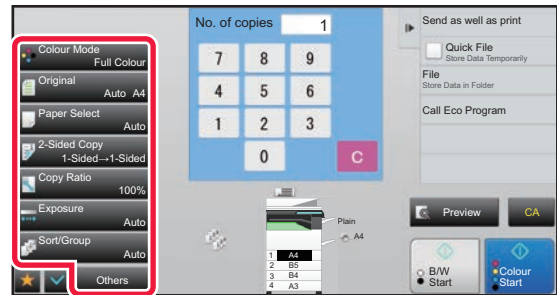 Colour Mode
Full Colour
Original
Auto A4
Paper Select
Auto
2-Sided Copy
1-Sided→1-Sided
Copy Ratio
100%
Exposure
Auto
Sort/Group
Auto
Others
No. of copies 1
7 8 9
4 5 6
1 2 3
0 C
Plain
A4
1 A4
2 B5
3 B4
4 A3
Send as well as print
Quick File
Store Data Temporarily
File
Store Data in Folder
Call Eco Program
Preview CA
B/W
Start
Colour
Start